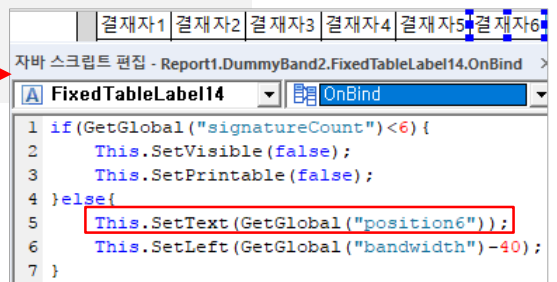 결재자1 결재자2 결재자3 결재자4 결재자5 결재자6
자바 스크립트 편집 - Report1.DummyBand2.FixedTableLabel14.OnBind
A FixedTableLabel14 OnBind
1 if(GetGlobal("signatureCount")<6){
2 This.SetVisible(false);
3 This.SetPrintable(false);
4 }else{
5 This.SetText(GetGlobal("position6"));
6 This.SetLeft(GetGlobal("bandwidth")-40);
7 }